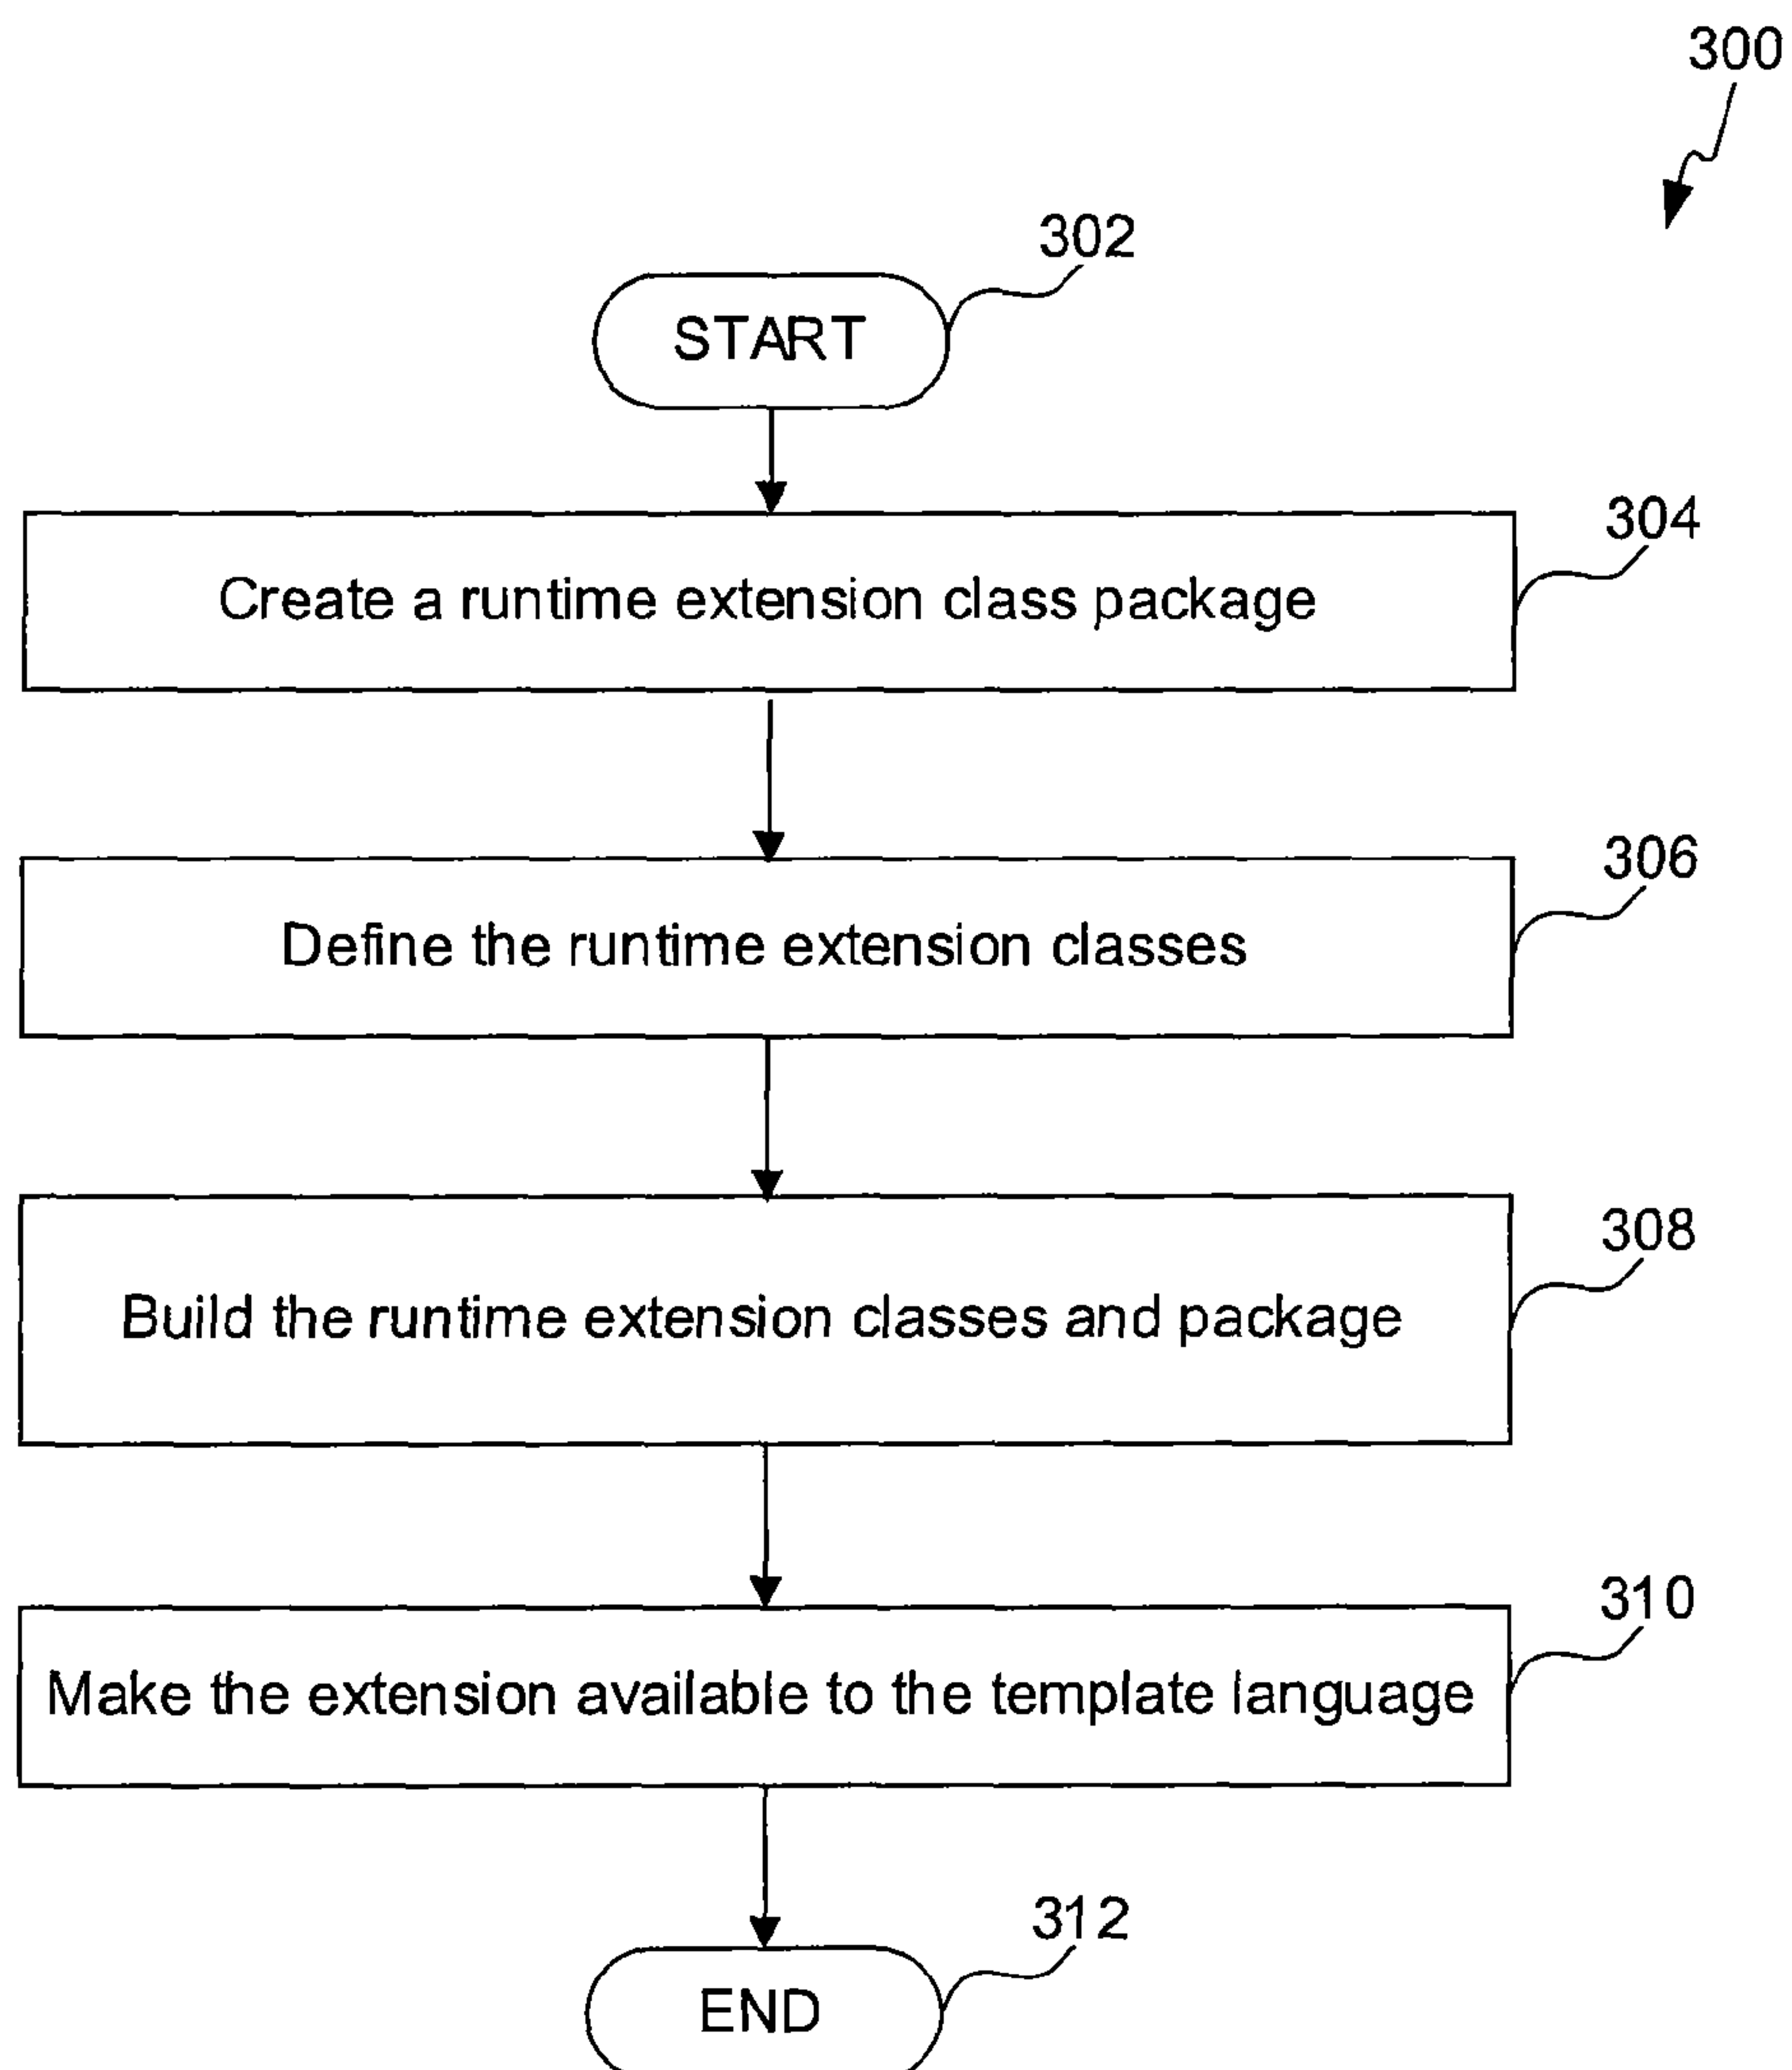 300
302
START
304
Create a runtime extension class package
306
Define the runtime extension classes
308
Build the runtime extension classes and package
310
Make the extension available to the template language
312
END